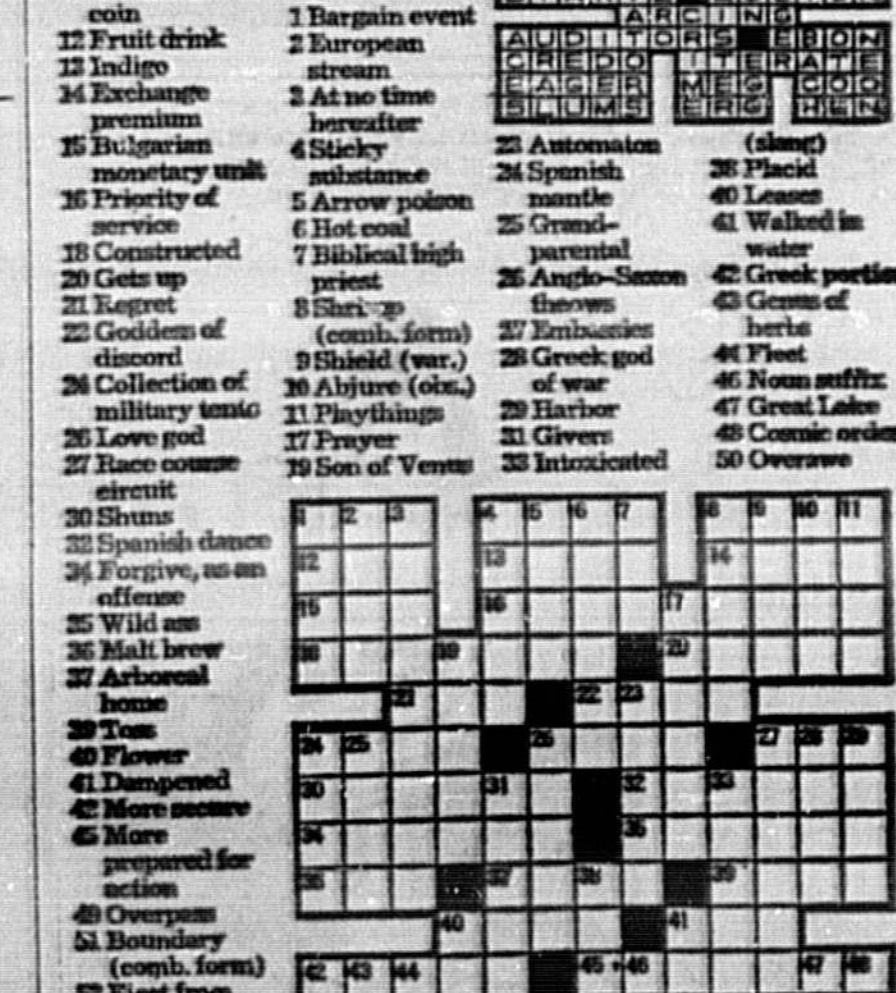 coin
12 Fruit drink
13 Indigo
14 Exchange
premium
15 Bulgarian
monetary unit
16 Priority of
service
18 Constructed
20 Gets up
21 Regret
22 Goddess of
discord
24 Collection of
military tents
26 Love god
27 Race course
circuit
30 Shuns
32 Spanish dance
34 Forgive, as an
offense
35 Wild ass
36 Malt brew
37 Arboreal
home
39 Toss
40 Flower
41 Dampened
42 More secure
45 More
prepared for
action
49 Overpass
51 Boundary
(comb. form)
1 Bargain event
2 European
stream
3 At no time
hereafter
4 Sticky
substance
5 Arrow poison
6 Hot coal
7 Biblical high
priest
8 Shrimp
(comb. form)
9 Shield (var.)
10 Abjure (obs.)
11 Playthings
17 Prayer
19 Son of Venus
ARCING
AUDITORS EBON
CREDO ITERATE
EAGER MEG COO
SLUMS ERG HEN
23 Automaton
24 Spanish
mantle
25 Grand-
parental
26 Anglo-Saxon
theows
27 Embassies
28 Greek god
of war
29 Harbor
31 Givers
33 Intoxicated
(slang)
38 Placid
40 Leases
41 Walked in
water
42 Greek portico
43 Genus of
herbs
44 Fleet
46 Noun suffix
47 Great Lake
48 Cosmic order
50 Overawe
1 2 3 4 5 6 7 8 9 10 11
12 13 14
15 16 17
18 19 20
21 22 23
24 25 26 27 28 29
30 31 32 33
34 35
36 37 38 39
40 41
42 43 44 45 46 47 48